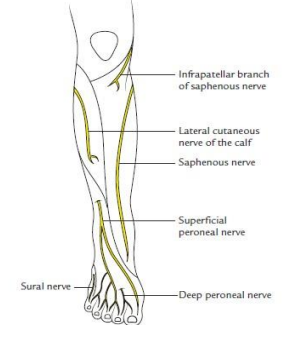 Infrapatellar branch
of saphenous nerve
Lateral cutaneous
nerve of the calf
Saphenous nerve
Superficial
peroneal nerve
Sural nerve
Deep peroneal nerve